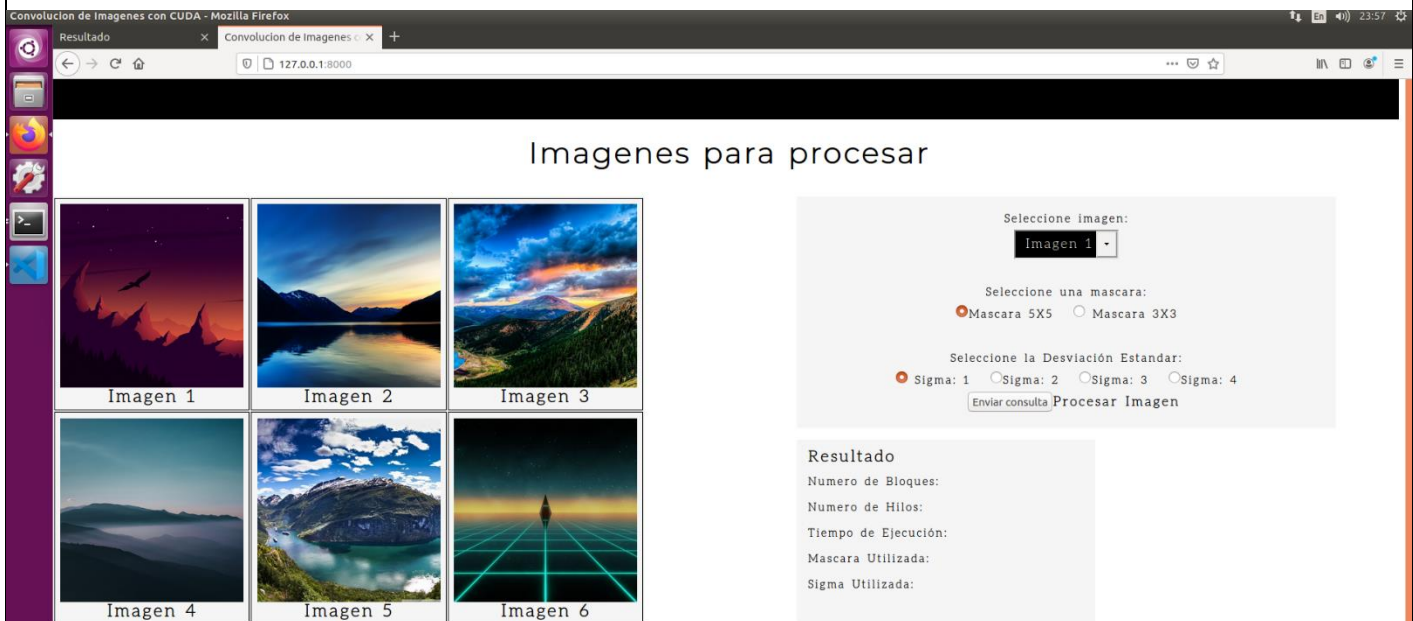 Convolucion de Imagenes con CUDA - Mozilla Firefox
En 23:57
Resultado
Convolucion de Imagenes c
127.0.0.1:8000
Imagenes para procesar
Imagen 1
Imagen 2
Imagen 3
Imagen 4
Imagen 5
Imagen 6
Seleccione imagen:
Imagen 1
Seleccione una mascara:
Mascara 5X5 Mascara 3X3
Seleccione la Desviación Estandar:
Sigma: 1 Sigma: 2 Sigma: 3 Sigma: 4
Enviar consulta Procesar Imagen
Resultado
Numero de Bloques:
Numero de Hilos:
Tiempo de Ejecución:
Mascara Utilizada:
Sigma Utilizada: